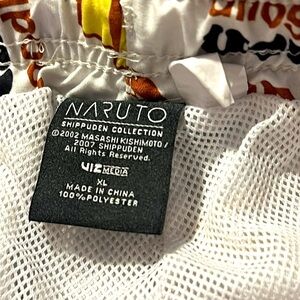 NARUTO
SHIPPUDEN COLLECTION
©2002 MASASHI KISHIMOTO/
2007 SHIPPUDEN
All Rights Reserved.
VIZ MEDIA
XL
MADE IN CHINA
100% POLYESTER